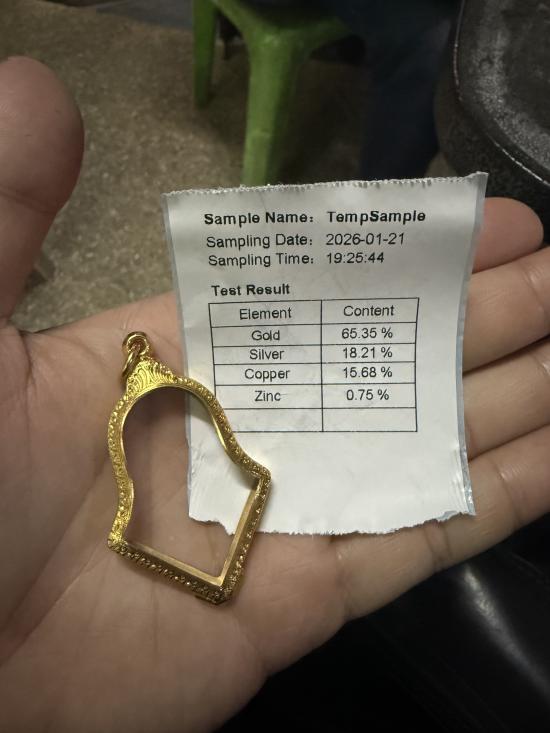 Sample Name: TempSample
Sampling Date: 2026-01-21
Sampling Time: 19:25:44
Test Result
Element Content
Gold 65.35 %
Silver 18.21 %
Copper 15.68 %
Zinc 0.75 %